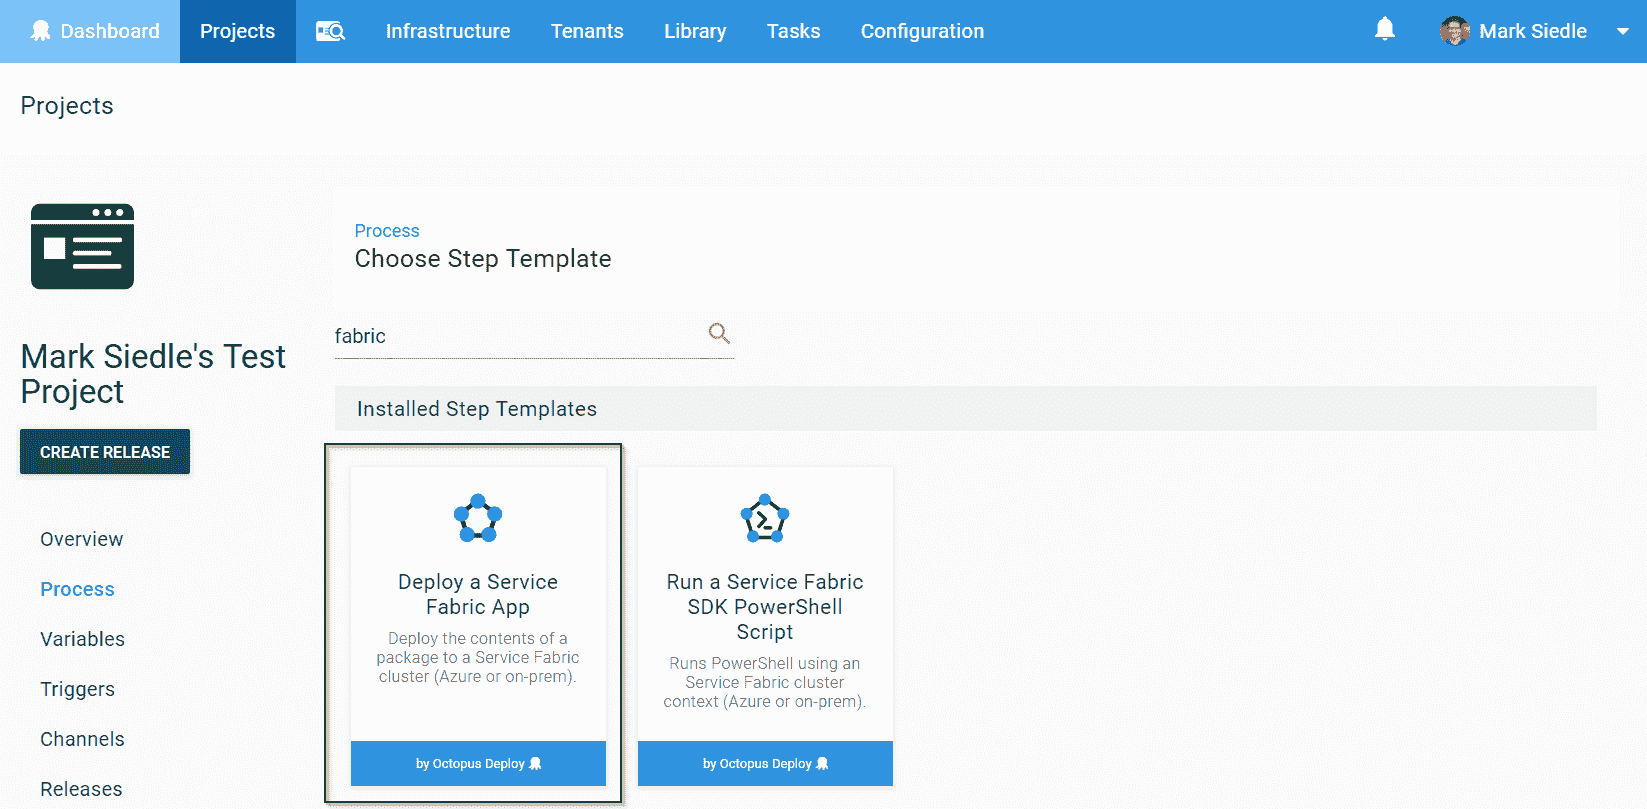 Dashboard Projects Infrastructure Tenants Library Tasks Configuration Mark Siedle
Projects
Process
Choose Step Template
fabric
Mark Siedle's Test
Project
CREATE RELEASE
Overview
Process
Variables
Triggers
Channels
Releases
Installed Step Templates
Deploy a Service
Fabric App
Deploy the contents of a
package to a Service Fabric
cluster (Azure or on-prem).
by Octopus Deploy
Run a Service Fabric
SDK PowerShell
Script
Runs PowerShell using an
Service Fabric cluster
context (Azure or on-prem).
by Octopus Deploy